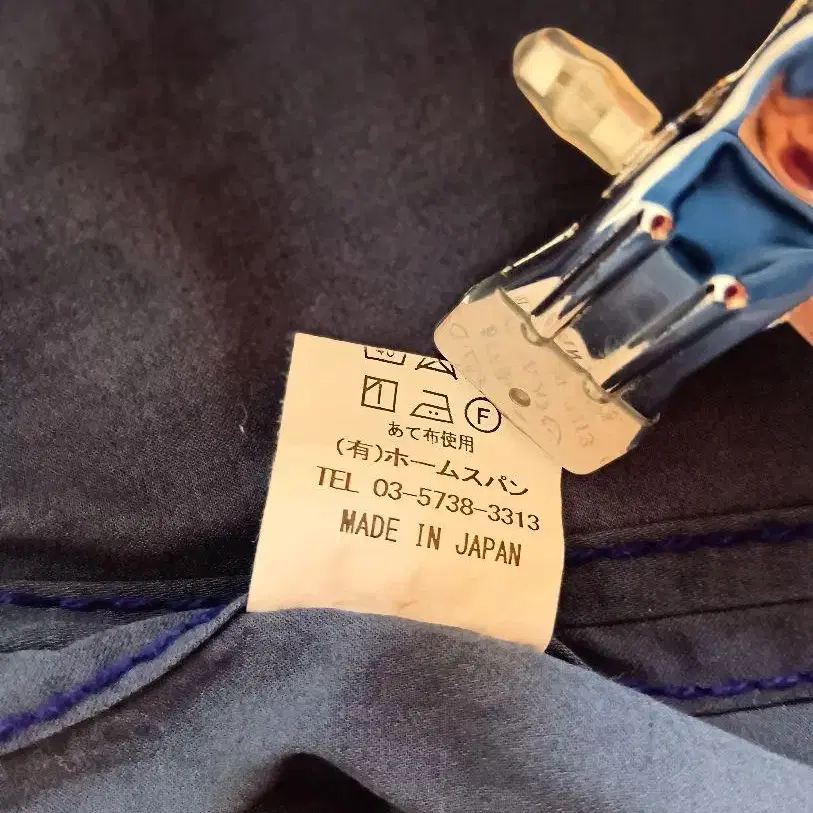 40
F
あて布使用
(有)ホームスパン
TEL 03-5738-3313
MADE IN JAPAN